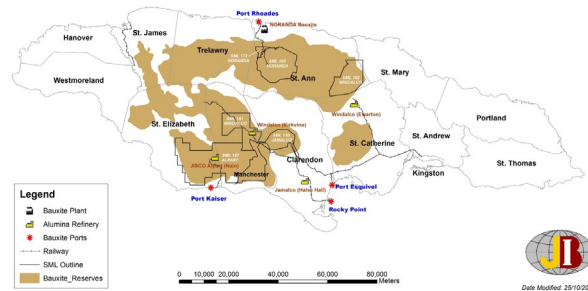 Port Rhoades
NORANDA Bauxite
Hanover
St. James
Trelawny
St. Ann
St. Mary
Westmoreland
Portland
Windalco (Ewarton)
St. Elizabeth
Windalco (Kirkvine)
St. Andrew
St. Catherine
St. Thomas
Clarendon
Kingston
Manchester
Port Kaiser
Jamalco (Halse Hall)
Port Esquivel
Rocky Point
Legend
Bauxite Plant
Alumina Refinery
Bauxite Ports
Railway
SML Outline
Bauxite_Reserves
0 10,000 20,000 40,000 60,000 80,000
Meters
JBI